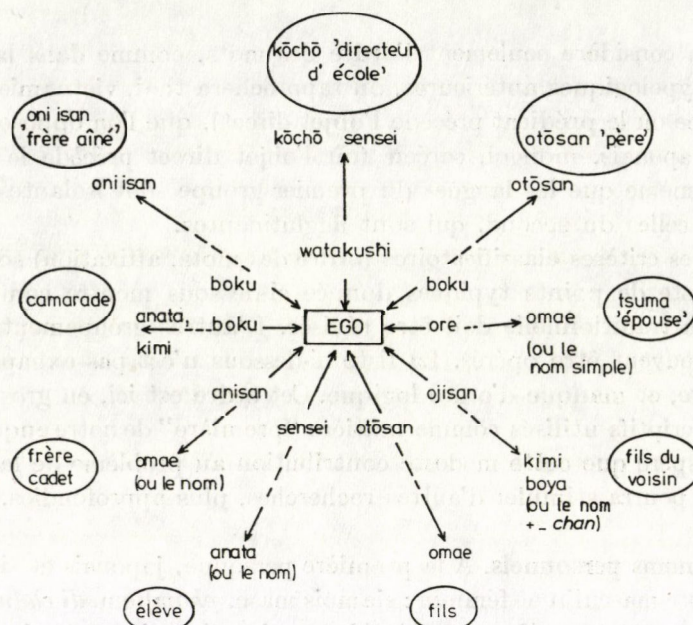 kōchō 'directeur
d' école'
kōchō sensei
oni isan
'frère aîné'
aniisan
otōsan 'père'
otōsan
watakushi
boku
boku
camarade
anata
kimi
boku
EGO
ore
omae
(ou le
nom simple)
tsuma
'épouse'
anisan
ojisan
sensei
otōsan
frère
cadet
omae
(ou le nom)
kimi
boya
(ou le nom
+_ chan)
fils du
voisin
anata
(ou le nom)
omae
élève
fils